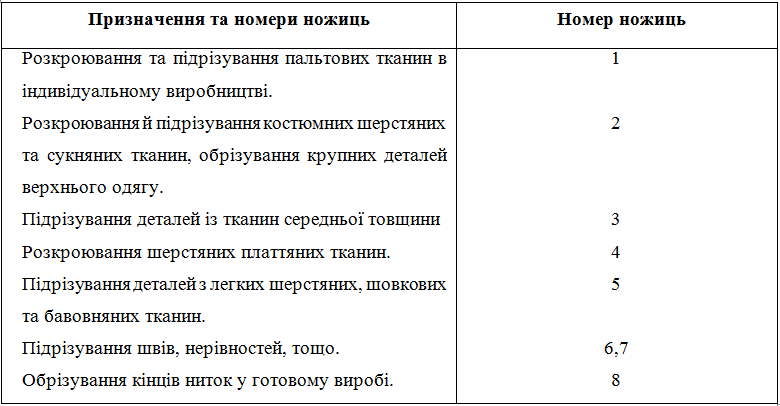 Призначення та номери ножиць Номер ножиць
Розкроювання та підрізування пальтових тканин в 1
індивідуальному виробництві.
Розкроювання й підрізування костюмних шерстяних 2
та сукняних тканин, обрізування крупних деталей
верхнього одягу.
Підрізування деталей із тканин середньої товщини 3
Розкроювання шерстяних платтяних тканин. 4
Підрізування деталей з легких шерстяних, шовкових 5
та бавовняних тканин.
Підрізування швів, нерівностей, тощо. 6,7
Обрізування кінців ниток у готовому виробі. 8